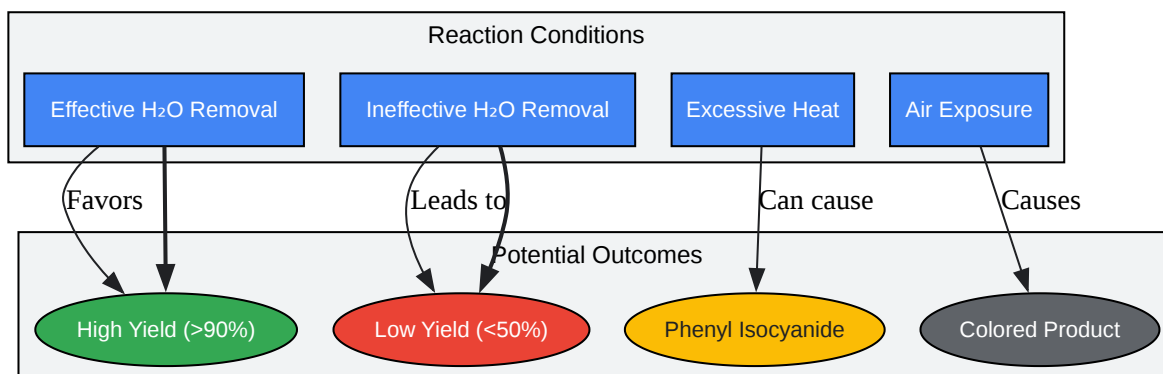 Reaction Conditions
Effective H₂O Removal
Ineffective H₂O Removal
Excessive Heat
Air Exposure
Favors
Leads to
Can cause
Causes
Potential Outcomes
High Yield (>90%)
Low Yield (<50%)
Phenyl Isocyanide
Colored Product